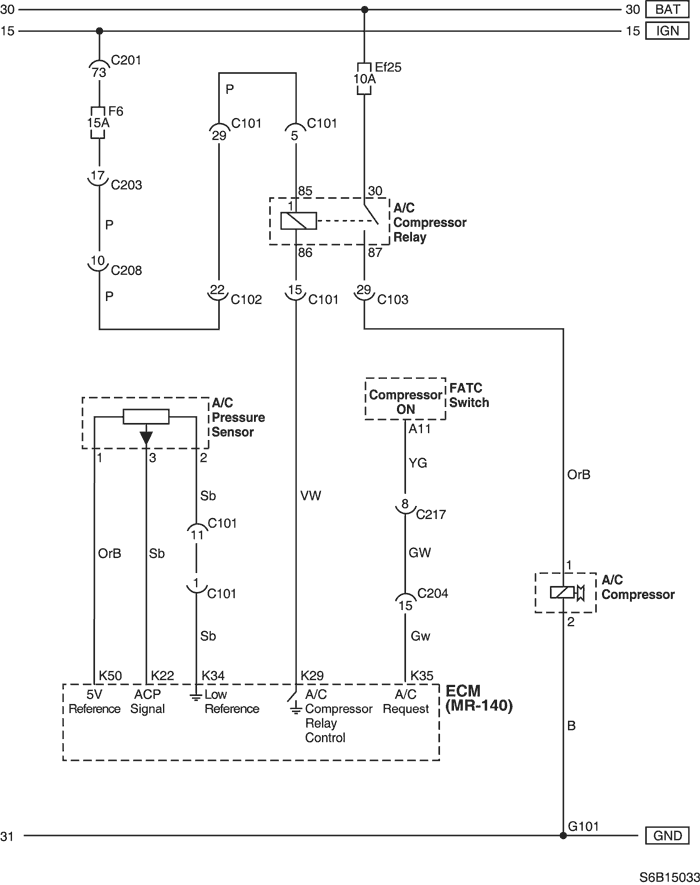 30
30
BAT
15
15
IGN
C201
73
Ef25
10A
F6
15A
P
C101
29
C101
5
17
C203
P
85
30
1
A/C
Compressor
Relay
86
87
10
C208
P
22
C102
15
C101
29
C103
A/C
Pressure
Sensor
Compressor
ON
FATC
Switch
A11
1
3
2
YG
Sb
VW
OrB
8
C217
C101
11
OrB
Sb
GW
1
C101
C204
15
1
A/C
Compressor
2
Sb
Gw
K50
K22
K34
K29
K35
5V
Reference
ACP
Signal
Low
Reference
A/C
Compressor
Relay
Control
A/C
Request
ECM
(MR-140)
B
31
G101
GND
S6B15033